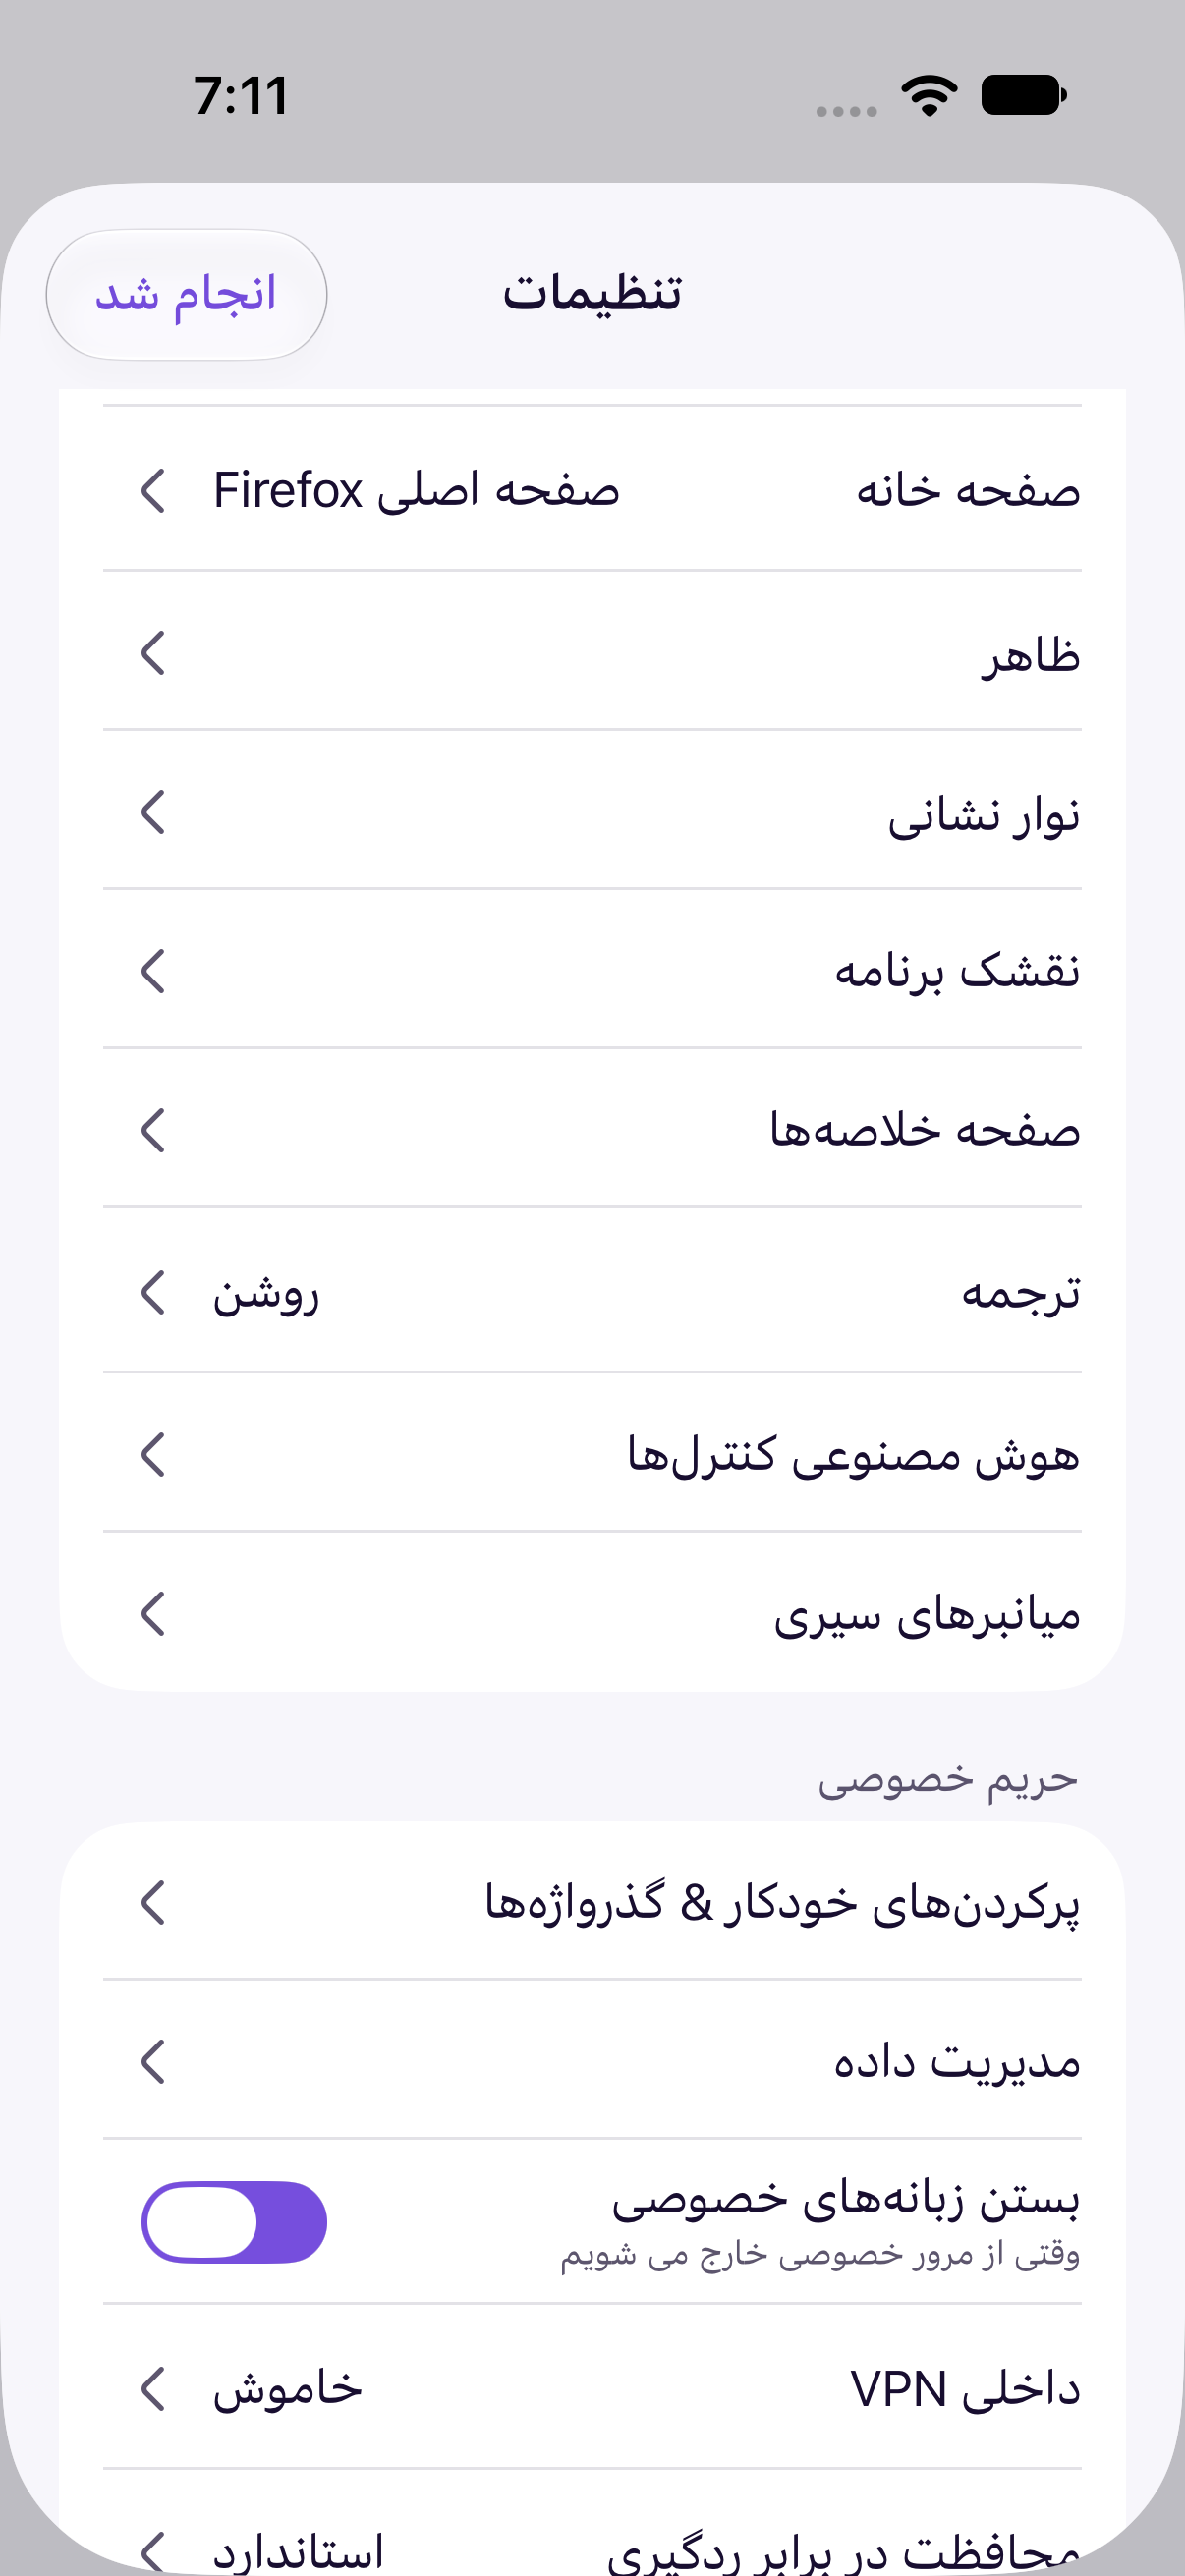 7:11
تنظیمات
انجام شد
صفحه خانه
صفحه اصلی Firefox
ظاهر
نوار نشانی
نقشک برنامه
صفحه خلاصه‌ها
ترجمه
روشن
هوش مصنوعی کنترل‌ها
میانبرهای سیری
حریم خصوصی
پرکردن‌های خودکار & گذرواژه‌ها
مدیریت داده
بستن زبانه‌های خصوصی
وقتی از مرور خصوصی خارج می شویم
داخلی VPN
خاموش
محافظت در برابر ردگیری
استاندارد